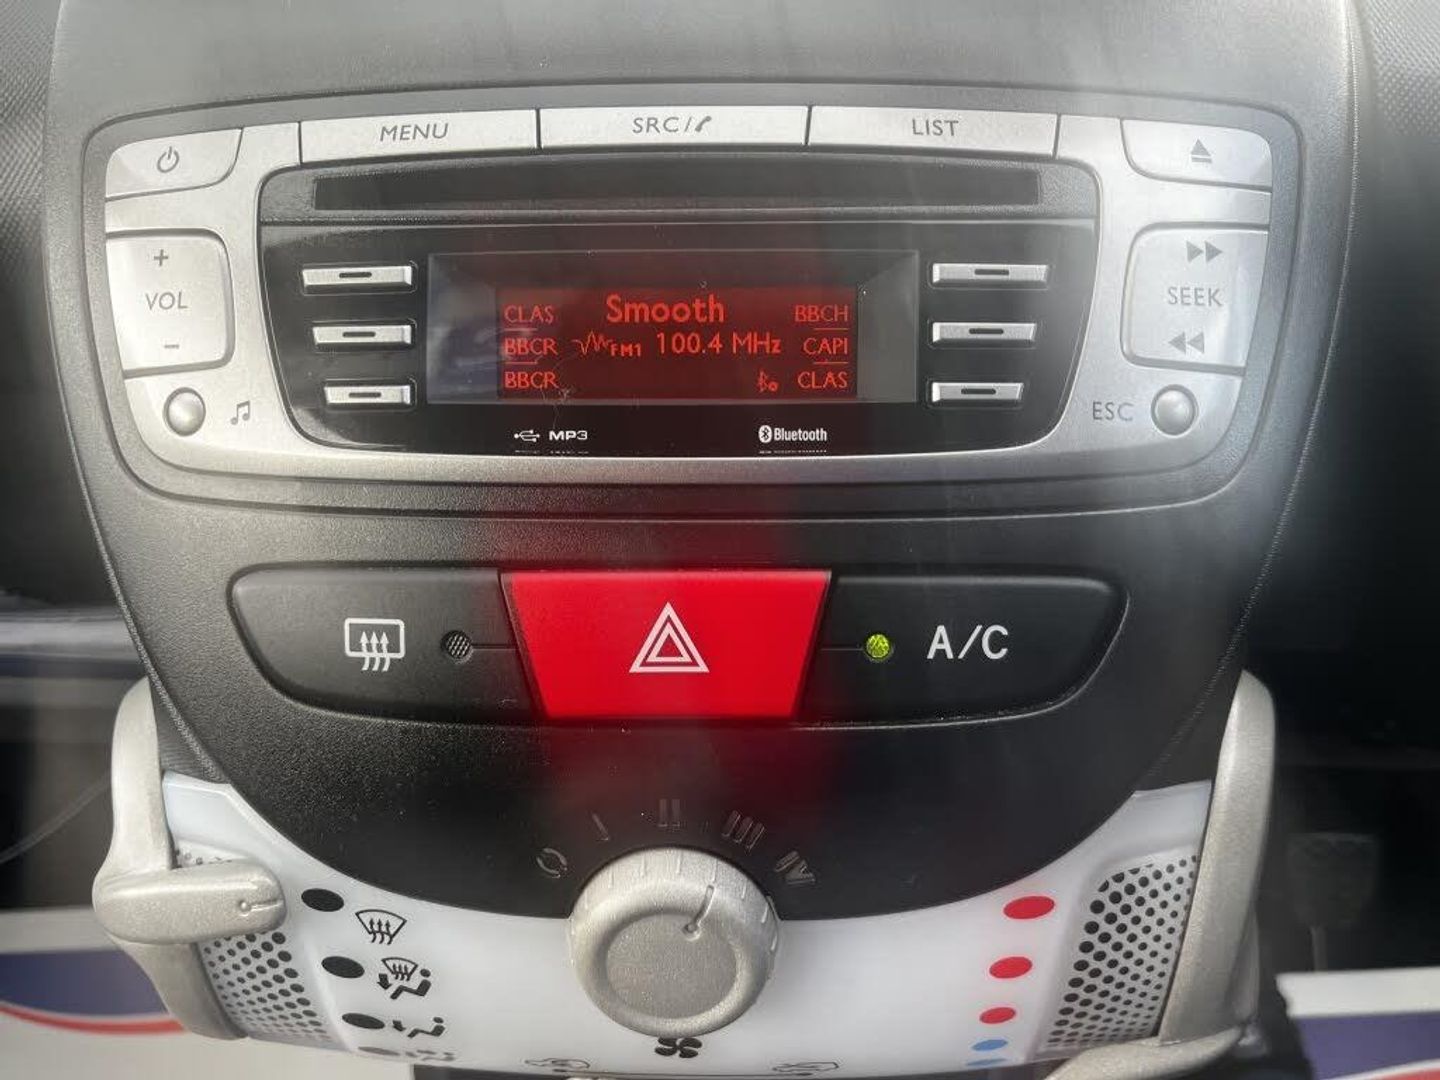 MENU SRC/ LIST
+
VOL
-
SEEK
CLAS Smooth BBCH
BBCR FM1 100.4 MHz CAPI
BBCR CLAS
ESC
MP3 Bluetooth
A/C
I II III IV